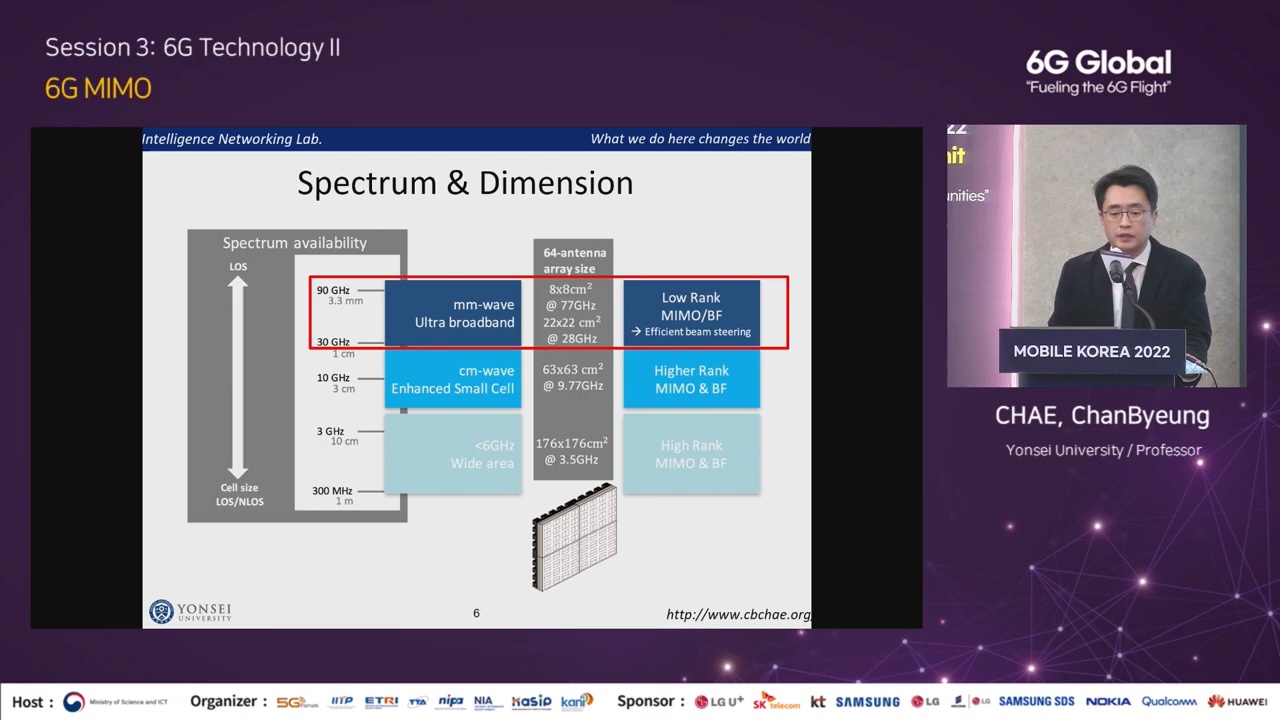 Session 3: 6G Technology II
6G MIMO
6G Global
"Fueling the 6G Flight"
Intelligence Networking Lab.
What we do here changes the world
Spectrum & Dimension
Spectrum availability
LOS
90 GHz
3.3 mm
30 GHz
1 cm
10 GHz
3 cm
3 GHz
10 cm
300 MHz
1 m
Cell size
LOS/NLOS
mm-wave
Ultra broadband
cm-wave
Enhanced Small Cell
<6GHz
Wide area
64-antenna
array size
8x8cm²
@ 77GHz
22x22 cm²
@ 28GHz
63x63 cm²
@ 9.77GHz
176x176cm²
@ 3.5GHz
Low Rank
MIMO/BF
→ Efficient beam steering
Higher Rank
MIMO & BF
High Rank
MIMO & BF
YONSEI
UNIVERSITY
6
http://www.cbchae.org/
22
nit
unities"
MOBILE KOREA 2022
CHAE, ChanByeung
Yonsei University / Professor
Host : Ministry of Science and ICT Organizer : 5G Forum IITP ETRI TTA nipa NIA KOSIP kani Sponsor : LG U+ SK telecom kt SAMSUNG LG LG SAMSUNG SDS NOKIA Qualcomm HUAWEI